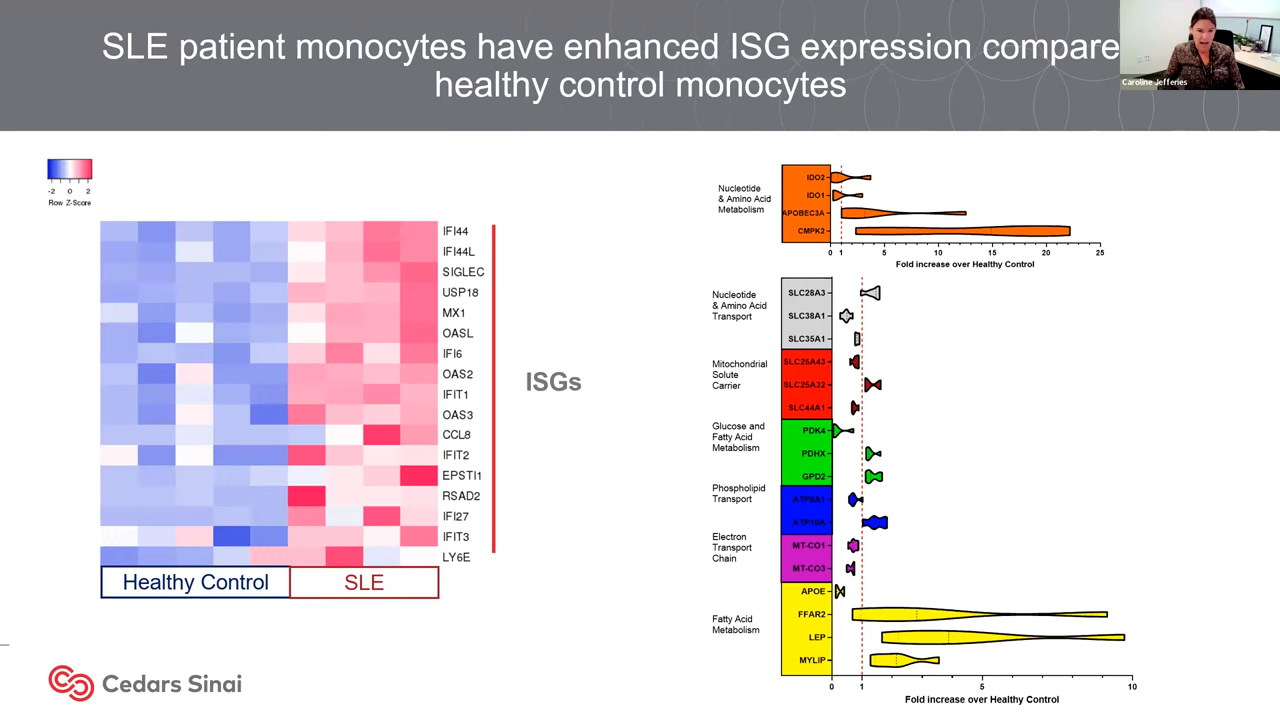 SLE patient monocytes have enhanced ISG expression compare
healthy control monocytes
Caroline Jefferies
-2 0 2
Row Z-Score
IFI44
IFI44L
SIGLEC
USP18
MX1
OASL
IFI6
OAS2
IFIT1
OAS3
CCL8
IFIT2
EPSTI1
RSAD2
IFI27
IFIT3
LY6E
ISGs
Healthy Control
SLE
Cedars Sinai
Nucleotide
& Amino Acid
Metabolism
IDO2
IDO1
APOBEC3A
CMPK2
0 1 5 10 15 20 25
Fold increase over Healthy Control
Nucleotide
& Amino Acid
Transport
SLC28A3
SLC38A1
SLC35A1
Mitochondrial
Solute
Carrier
SLC25A43
SLC25A32
SLC44A1
Glucose and
Fatty Acid
Metabolism
PDK4
PDHX
GPD2
Phospholipid
Transport
ATP10A
Electron
Transport
Chain
MT-CO1
MT-CO3
Fatty Acid
Metabolism
APOE
FFAR2
LEP
MYLIP
0 1 5 10
Fold increase over Healthy Control